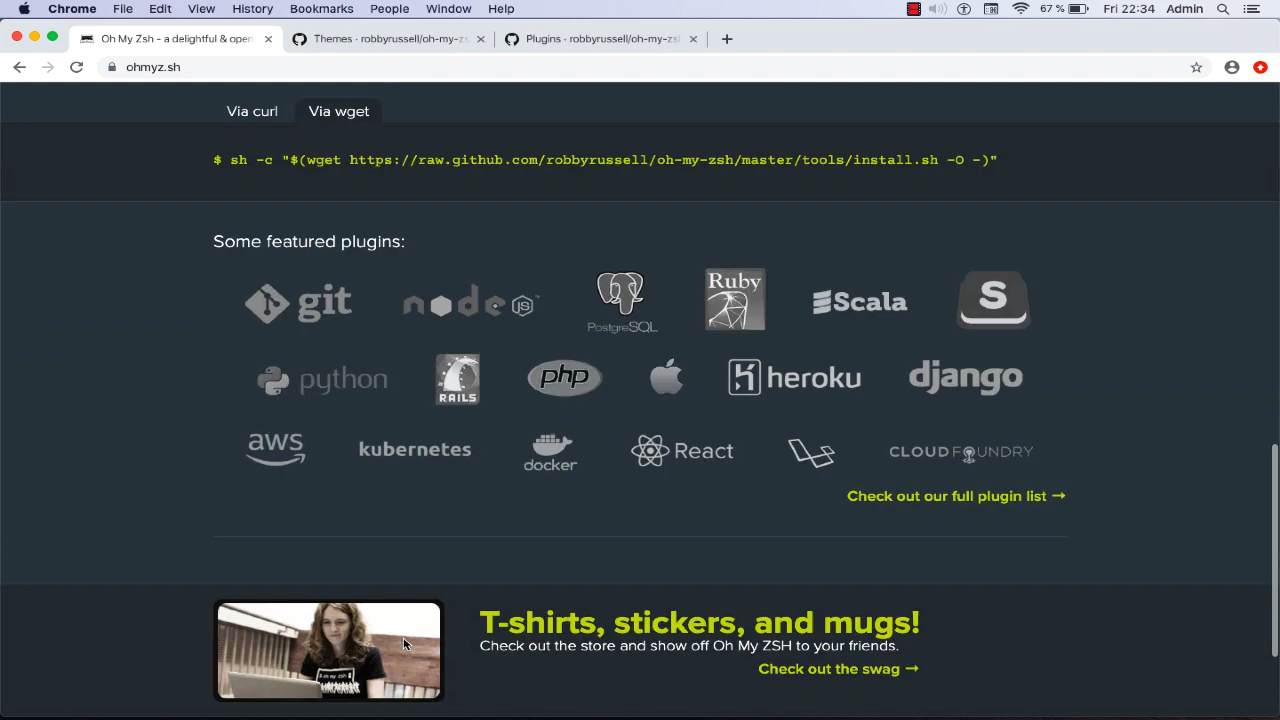 Chrome File Edit View History Bookmarks People Window Help 67 % Fri 22:34 Admin
Oh My Zsh - a delightful & open Themes · robbyrussell/oh-my-zs Plugins · robbyrussell/oh-my-zsh
ohmyz.sh
Via curl Via wget
$ sh -c "$(wget https://raw.github.com/robbyrussell/oh-my-zsh/master/tools/install.sh -O -)"
Some featured plugins:
git node JS PostgreSQL Ruby Scala S
python RAILS php heroku django
aws kubernetes docker React CLOUD FOUNDRY
Check out our full plugin list →
T-shirts, stickers, and mugs!
Check out the store and show off Oh My ZSH to your friends.
Check out the swag →